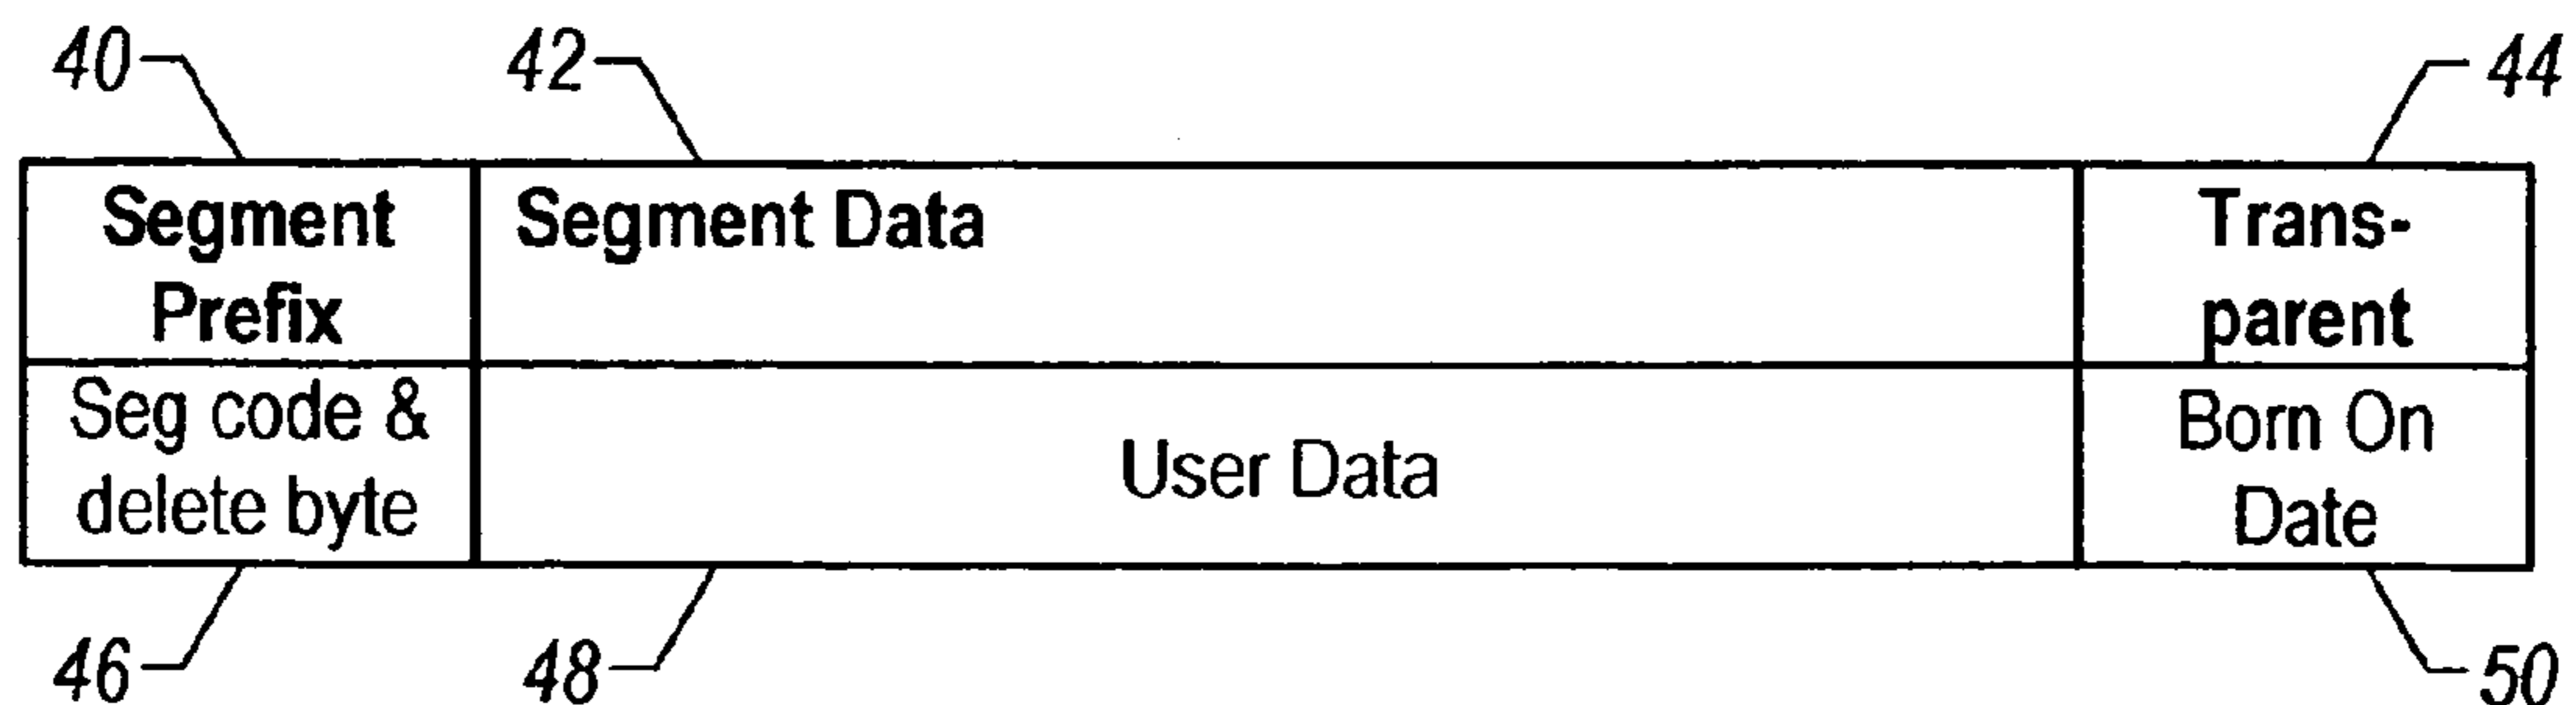 40 42 44
Segment Segment Data Trans-
Prefix parent
Seg code & User Data Born On
delete byte Date
46 48 50